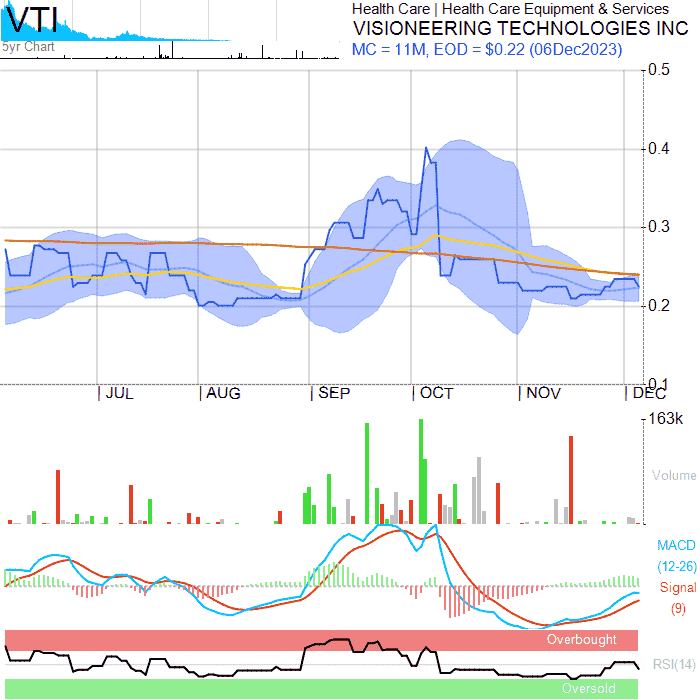 VTI
5yr Chart
Health Care | Health Care Equipment & Services
VISIONEERING TECHNOLOGIES INC
MC = 11M, EOD = $0.22 (06Dec2023)
0.5
0.4
0.3
0.2
0.1
| JUL | AUG | SEP | OCT | NOV | DEC
163k
Volume
MACD
(12-26)
Signal
(9)
Overbought
RSI(14)
Oversold